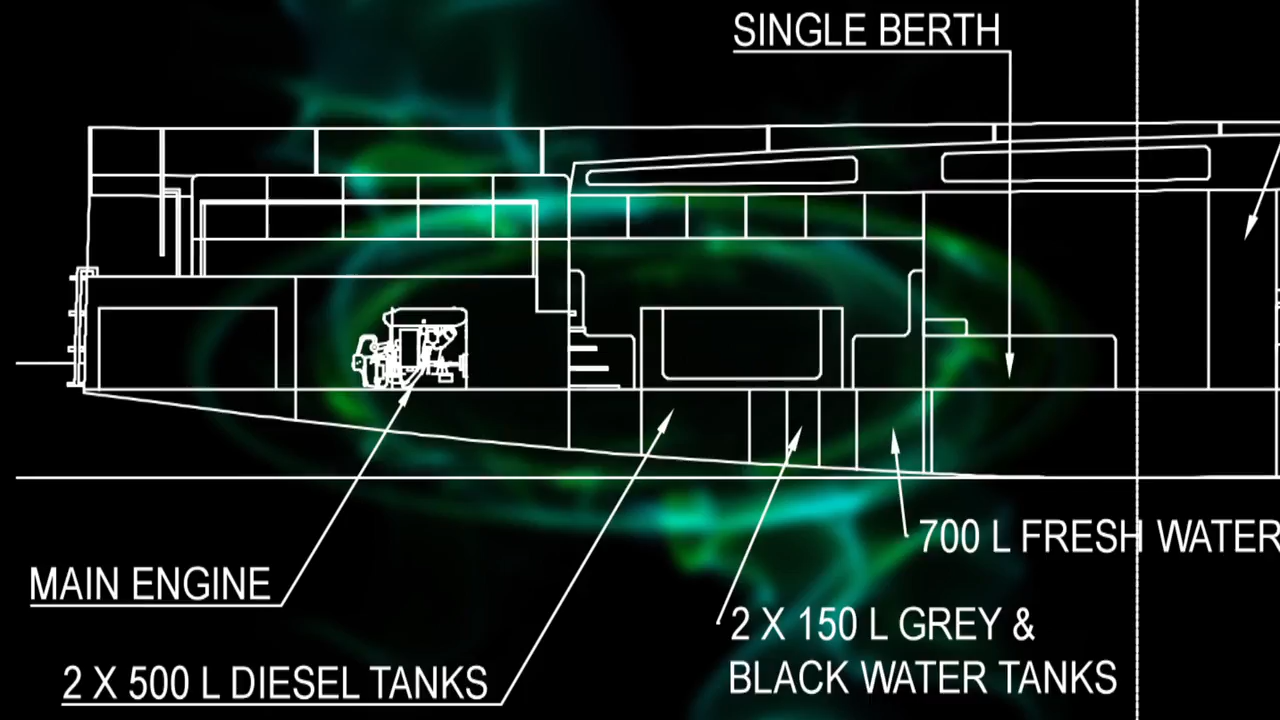 SINGLE BERTH
700 L FRESH WATER
MAIN ENGINE
2 X 150 L GREY &
BLACK WATER TANKS
2 X 500 L DIESEL TANKS